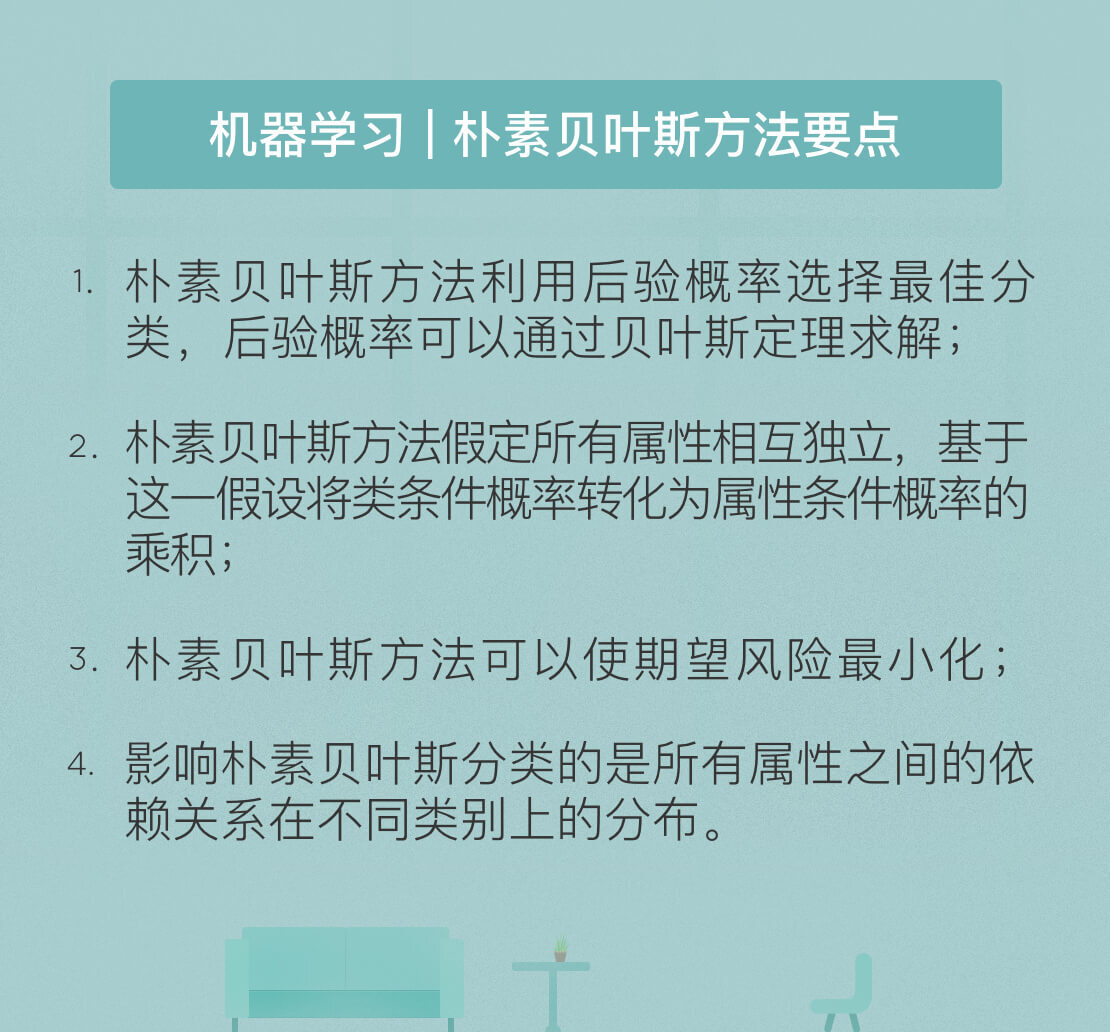 机器学习 | 朴素贝叶斯方法要点
1. 朴素贝叶斯方法利用后验概率选择最佳分
类，后验概率可以通过贝叶斯定理求解；
2. 朴素贝叶斯方法假定所有属性相互独立，基于
这一假设将类条件概率转化为属性条件概率的
乘积；
3. 朴素贝叶斯方法可以使期望风险最小化；
4. 影响朴素贝叶斯分类的是所有属性之间的依
赖关系在不同类别上的分布。